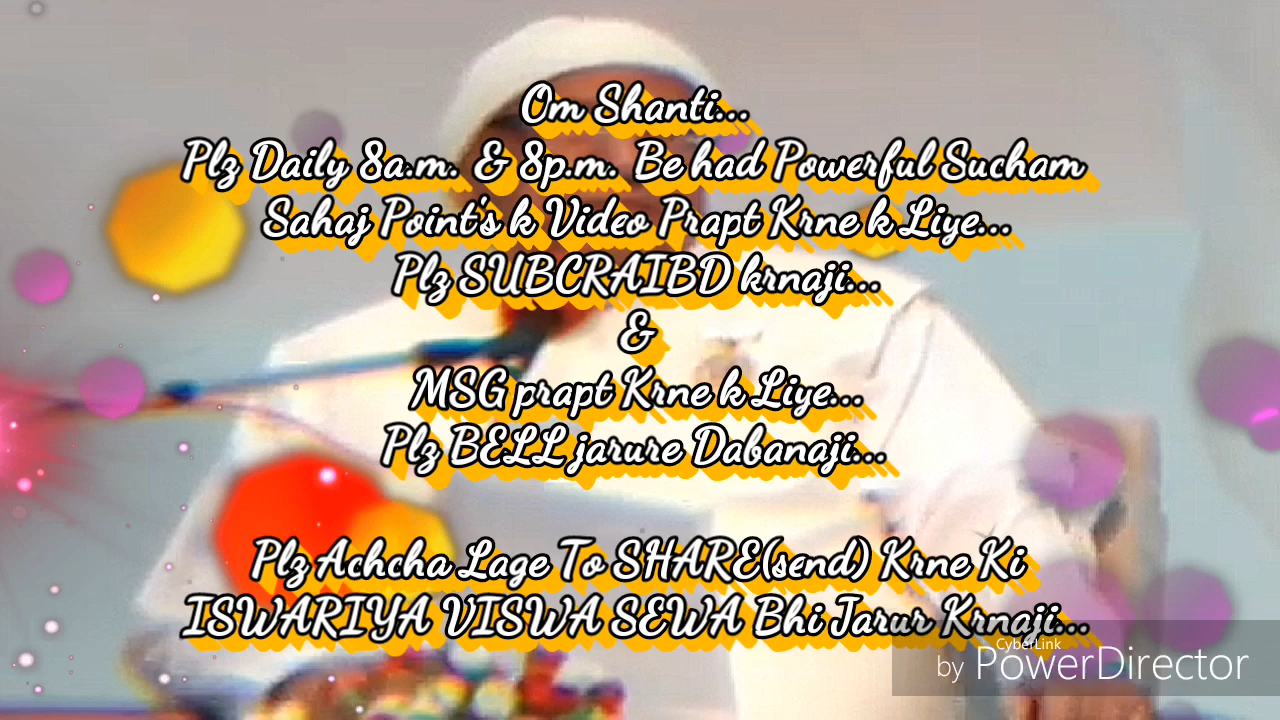 Om Shanti...
Plz Daily 8a.m. & 8p.m. Be had Powerful Sucham
Sahaj Point's k Video Prapt Krne k Liye...
Plz SUBCRAIBD krnaji...
&
MSG prapt Krne k Liye...
Plz BELL jarure Dabanaji...
Plz Achcha Lage To SHARE(send) Krne Ki
ISWARIYA VISWA SEWA Bhi Jarur Krnaji...
CyberLink
by PowerDirector